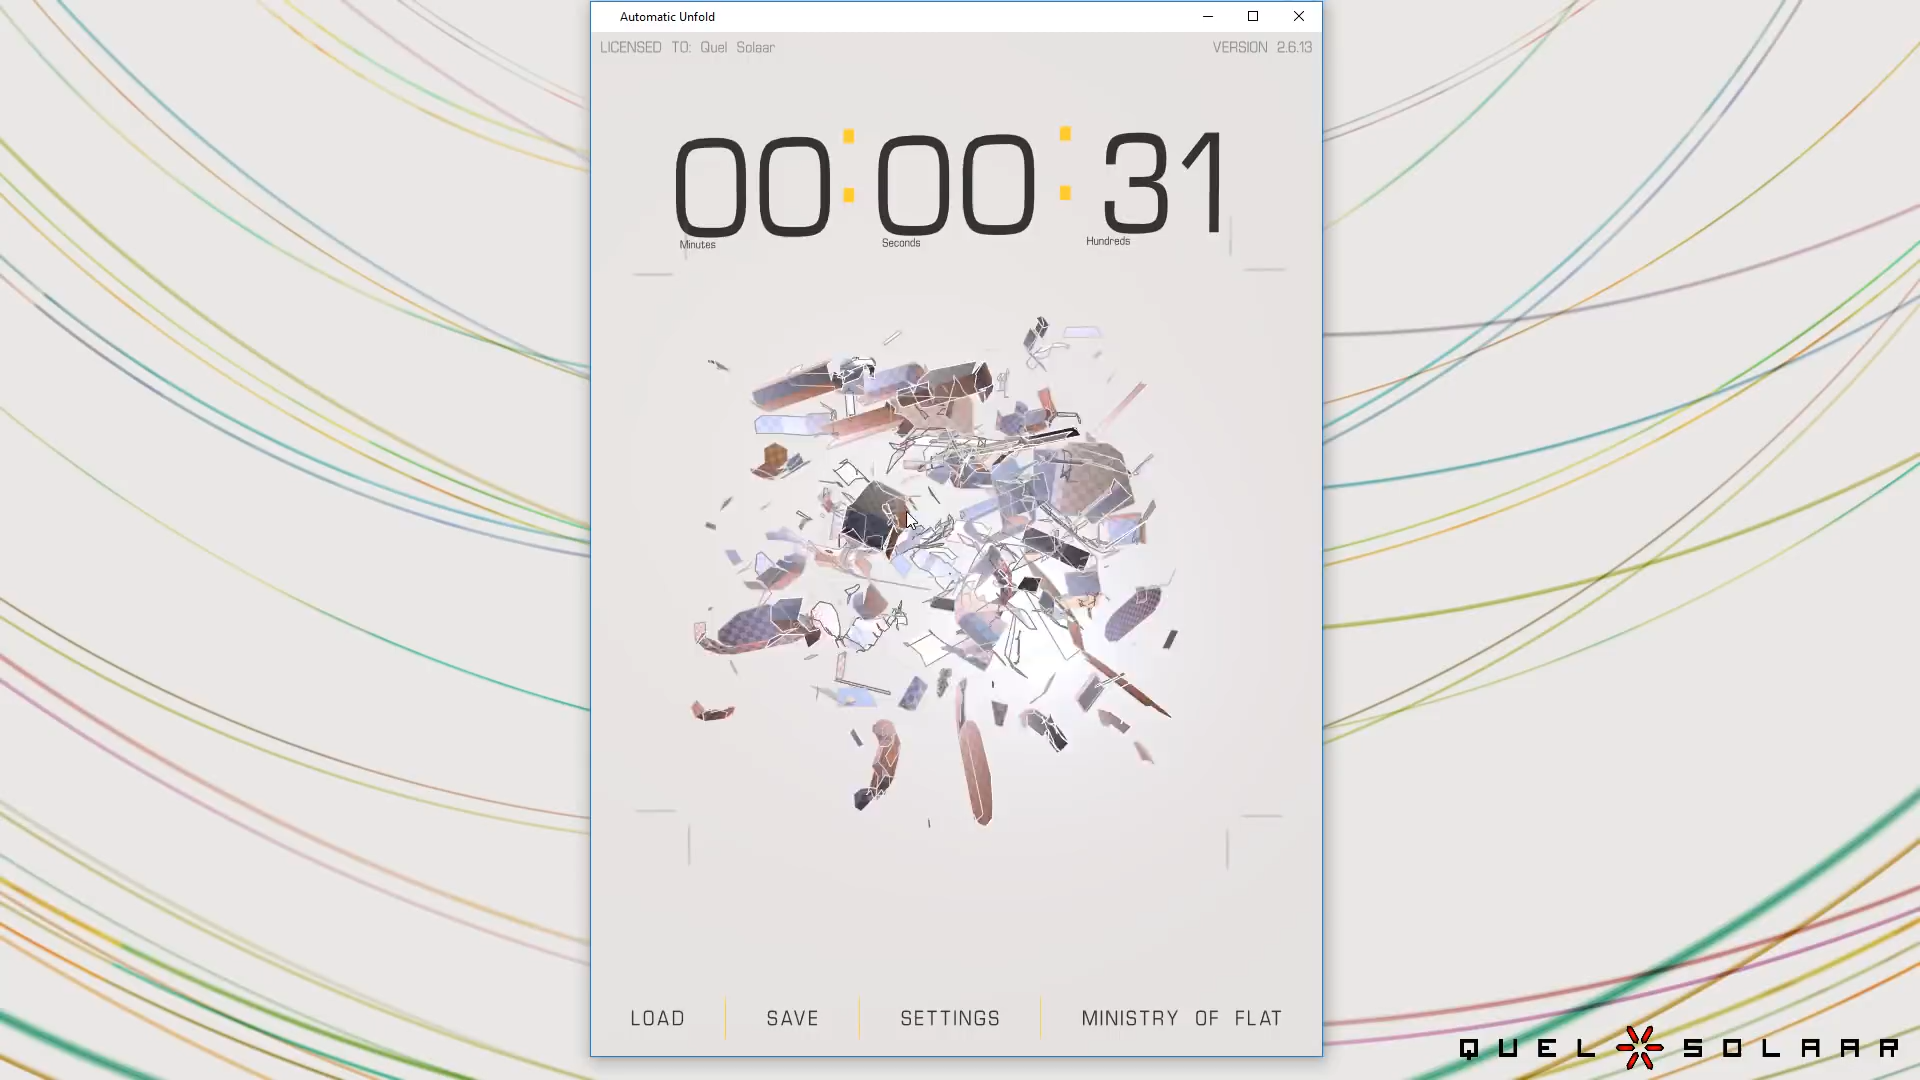 Automatic Unfold
LICENSED TO: Quel Solaar
VERSION 2.6.13
00:00:31
Minutes Seconds Hundreds
LOAD SAVE SETTINGS MINISTRY OF FLAT
QUEL SOLAAR